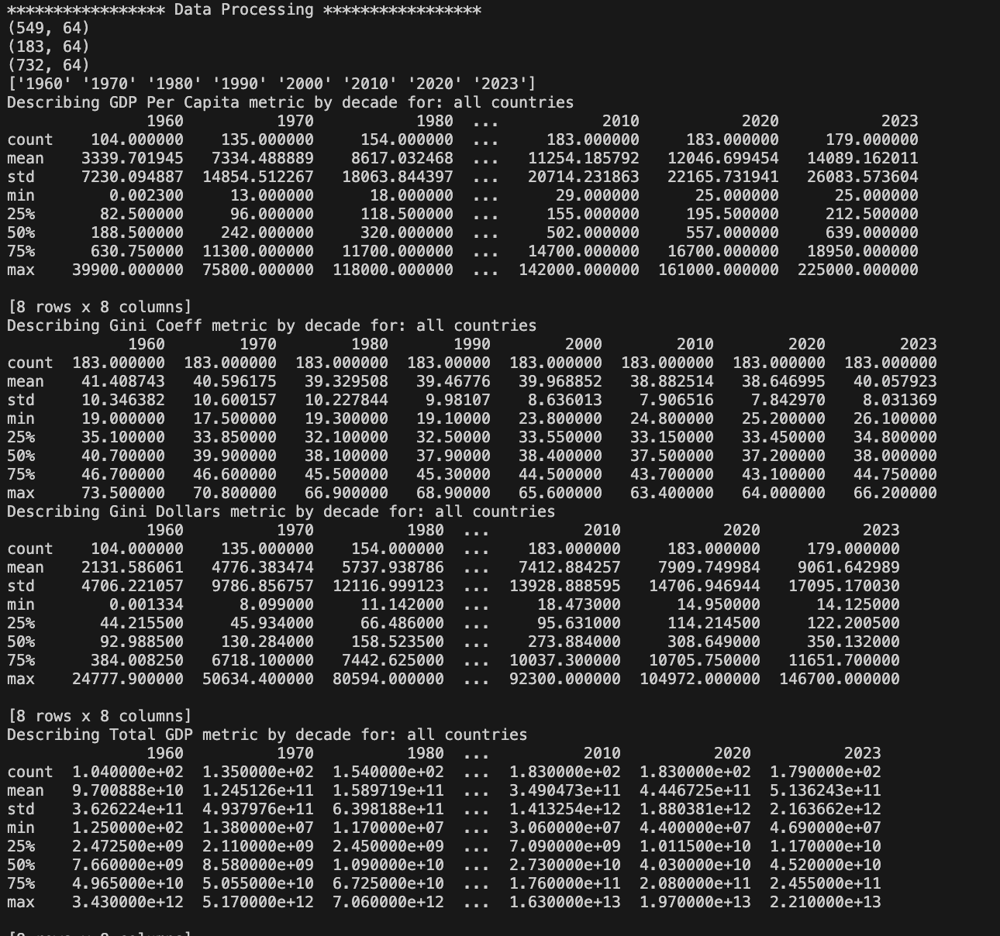 ***************** Data Processing *****************
(549, 64)
(183, 64)
(732, 64)
['1960' '1970' '1980' '1990' '2000' '2010' '2020' '2023']
Describing GDP Per Capita metric by decade for: all countries
1960 1970 1980 ... 2010 2020 2023
count 104.000000 135.000000 154.000000 ... 183.000000 183.000000 179.000000
mean 3339.701945 7334.488889 8617.032468 ... 11254.185792 12046.699454 14089.162011
std 7230.094887 14854.512267 18063.844397 ... 20714.231863 22165.731941 26083.573604
min 0.002300 13.000000 18.000000 ... 29.000000 25.000000 25.000000
25% 82.500000 96.000000 118.500000 ... 155.000000 195.500000 212.500000
50% 188.500000 242.000000 320.000000 ... 502.000000 557.000000 639.000000
75% 630.750000 11300.000000 11700.000000 ... 14700.000000 16700.000000 18950.000000
max 39900.000000 75800.000000 118000.000000 ... 142000.000000 161000.000000 225000.000000
[8 rows x 8 columns]
Describing Gini Coeff metric by decade for: all countries
1960 1970 1980 1990 2000 2010 2020 2023
count 183.000000 183.000000 183.000000 183.00000 183.000000 183.000000 183.000000 183.000000
mean 41.408743 40.596175 39.329508 39.46776 39.968852 38.882514 38.646995 40.057923
std 10.346382 10.600157 10.227844 9.98107 8.636013 7.906516 7.842970 8.031369
min 19.000000 17.500000 19.300000 19.10000 23.800000 24.800000 25.200000 26.100000
25% 35.100000 33.850000 32.100000 32.50000 33.550000 33.150000 33.450000 34.800000
50% 40.700000 39.900000 38.100000 37.90000 38.400000 37.500000 37.200000 38.000000
75% 46.700000 46.600000 45.500000 45.30000 44.500000 43.700000 43.100000 44.750000
max 73.500000 70.800000 66.900000 68.90000 65.600000 63.400000 64.000000 66.200000
Describing Gini Dollars metric by decade for: all countries
1960 1970 1980 ... 2010 2020 2023
count 104.000000 135.000000 154.000000 ... 183.000000 183.000000 179.000000
mean 2131.586061 4776.383474 5737.938786 ... 7412.884257 7909.749984 9061.642989
std 4706.221057 9786.856757 12116.999123 ... 13928.888595 14706.946944 17095.170030
min 0.001334 8.099000 11.142000 ... 18.473000 14.950000 14.125000
25% 44.215500 45.934000 66.486000 ... 95.631000 114.214500 122.200500
50% 92.988500 130.284000 158.523500 ... 273.884000 308.649000 350.132000
75% 384.008250 6718.100000 7442.625000 ... 10037.300000 10705.750000 11651.700000
max 24777.900000 50634.400000 80594.000000 ... 92300.000000 104972.000000 146700.000000
[8 rows x 8 columns]
Describing Total GDP metric by decade for: all countries
1960 1970 1980 ... 2010 2020 2023
count 1.040000e+02 1.350000e+02 1.540000e+02 ... 1.830000e+02 1.830000e+02 1.790000e+02
mean 9.700888e+10 1.245126e+11 1.589719e+11 ... 3.490473e+11 4.446725e+11 5.136243e+11
std 3.626224e+11 4.937976e+11 6.398188e+11 ... 1.413254e+12 1.880381e+12 2.163662e+12
min 1.250000e+02 1.380000e+07 1.170000e+07 ... 3.060000e+07 4.400000e+07 4.690000e+07
25% 2.472500e+09 2.110000e+09 2.450000e+09 ... 7.090000e+09 1.011500e+10 1.170000e+10
50% 7.660000e+09 8.580000e+09 1.090000e+10 ... 2.730000e+10 4.030000e+10 4.520000e+10
75% 4.965000e+10 5.055000e+10 6.725000e+10 ... 1.760000e+11 2.080000e+11 2.455000e+11
max 3.430000e+12 5.170000e+12 7.060000e+12 ... 1.630000e+13 1.970000e+13 2.210000e+13